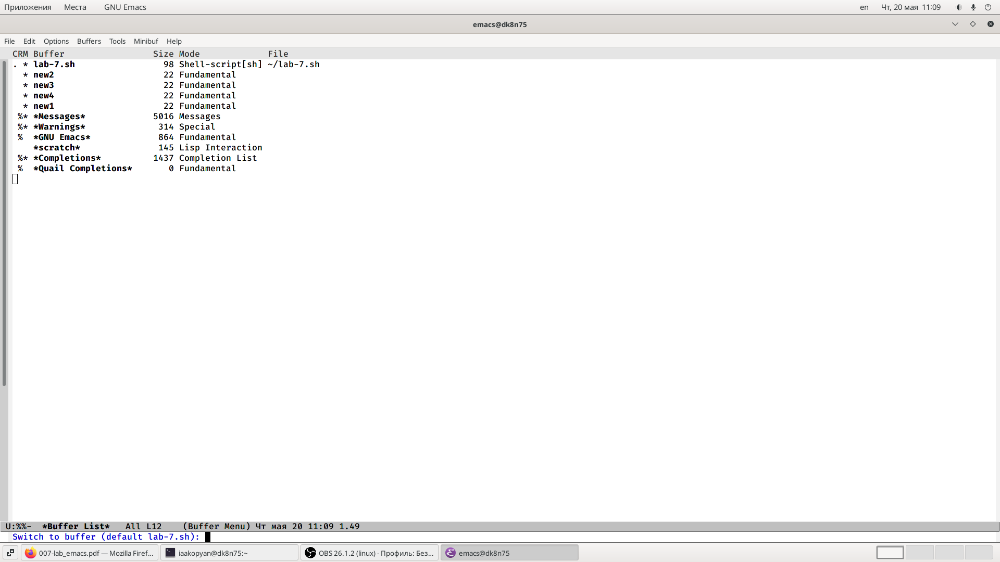 Приложения Места GNU Emacs en Чт, 20 мая 11:09
emacs@dk8n75
File Edit Options Buffers Tools Minibuf Help
CRM Buffer Size Mode File
. * lab-7.sh 98 Shell-script[sh] ~/lab-7.sh
* new2 22 Fundamental
* new3 22 Fundamental
* new4 22 Fundamental
* new1 22 Fundamental
%* *Messages* 5016 Messages
%* *Warnings* 314 Special
% *GNU Emacs* 864 Fundamental
*scratch* 145 Lisp Interaction
%* *Completions* 1437 Completion List
% *Quail Completions* 0 Fundamental
U:%%- *Buffer List* All L12 (Buffer Menu) Чт мая 20 11:09 1.49
Switch to buffer (default lab-7.sh):
007-lab_emacs.pdf — Mozilla Firef... iaakopyan@dk8n75:~ OBS 26.1.2 (linux) - Профиль: Без... emacs@dk8n75